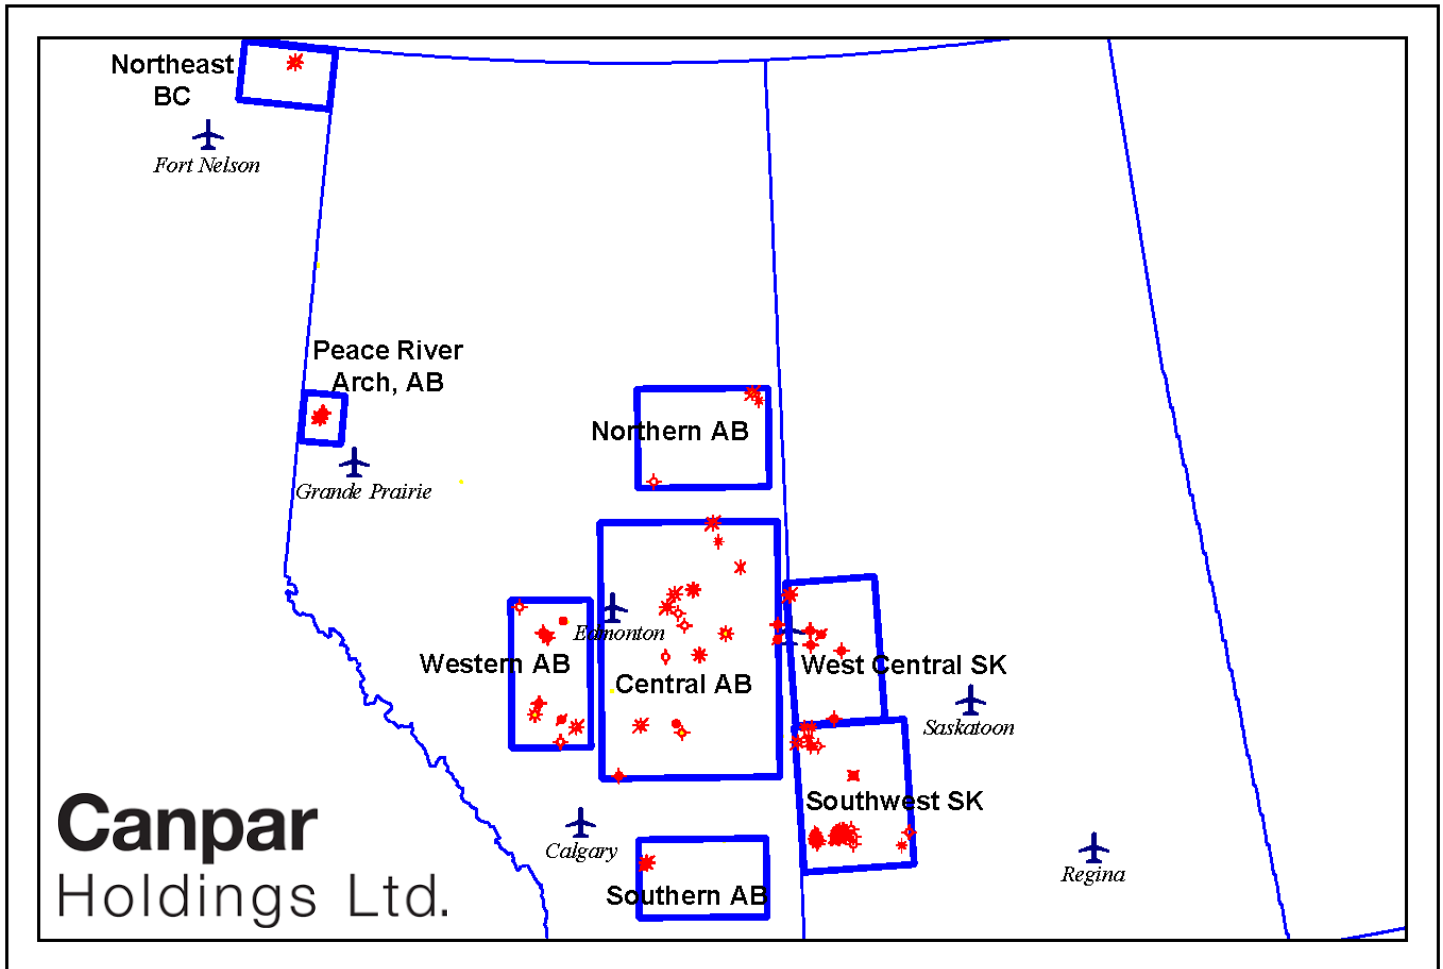 Northeast
BC
Fort Nelson
Peace River
Arch, AB
Grande Prairie
Northern AB
Edmonton
Western AB
Central AB
West Central SK
Saskatoon
Southwest SK
Calgary
Regina
Southern AB
Canpar
Holdings Ltd.